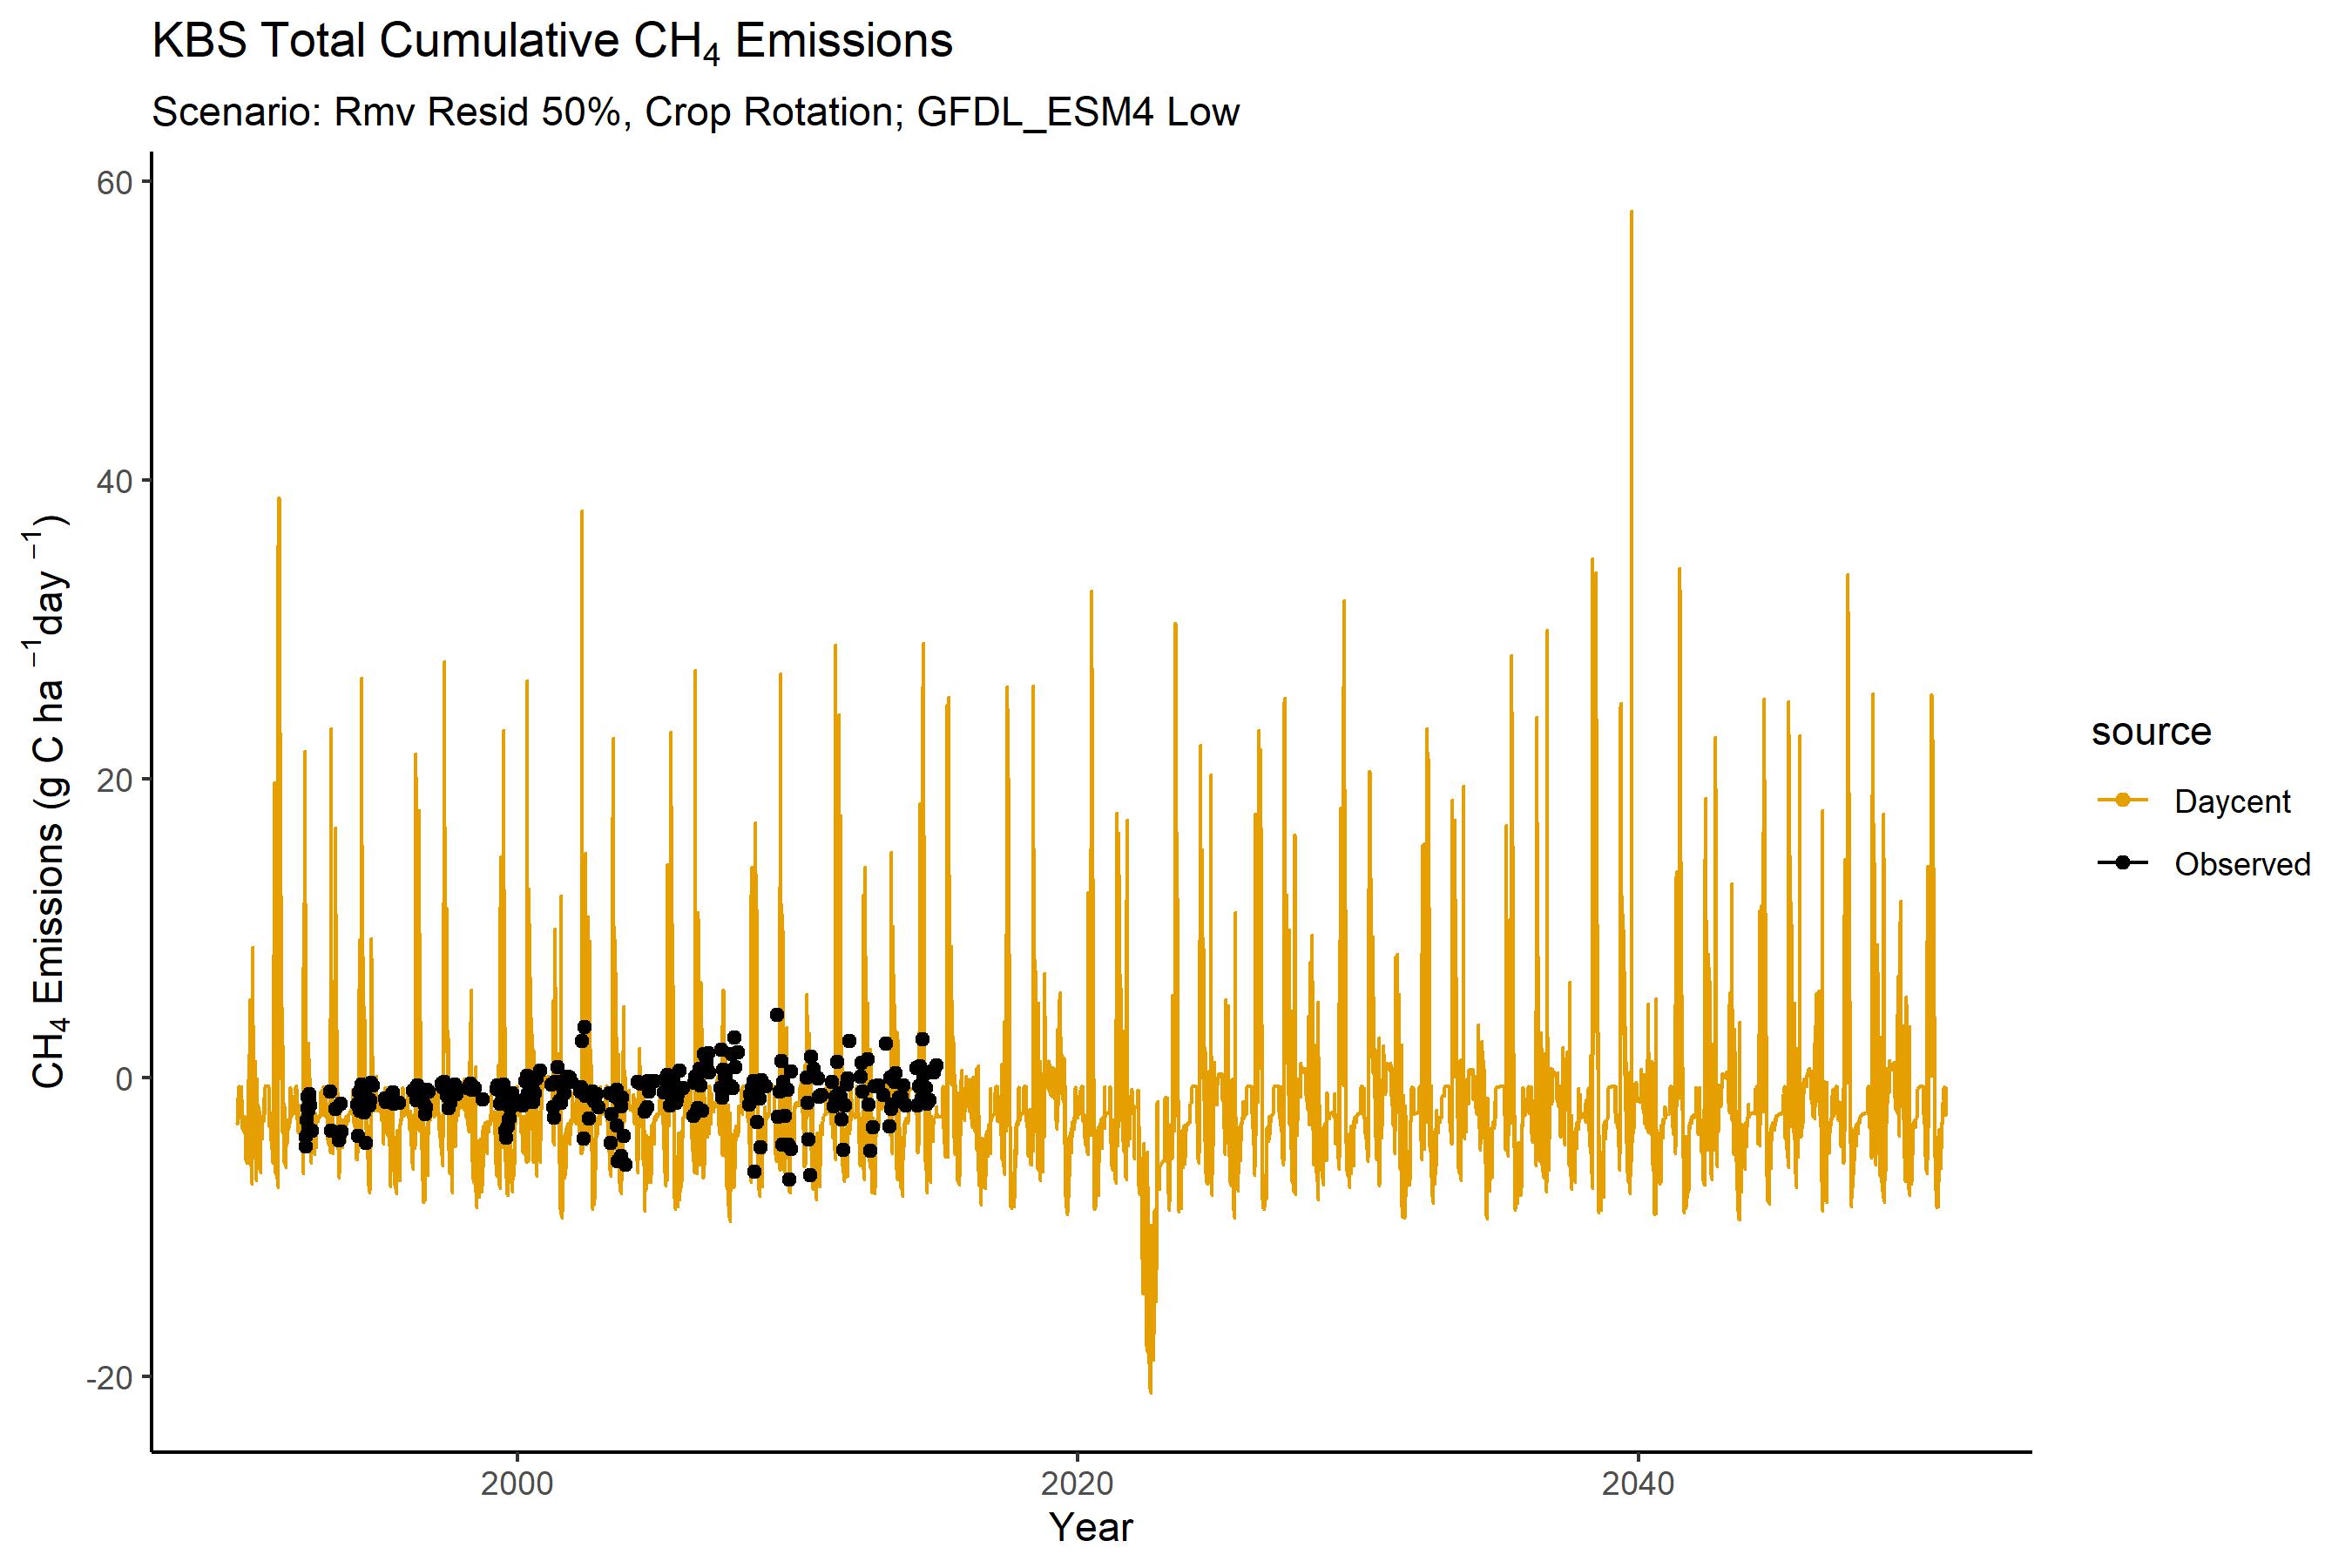 KBS Total Cumulative CH₄ Emissions
Scenario: Rmv Resid 50%, Crop Rotation; GFDL_ESM4 Low
CH₄ Emissions (g C ha ⁻¹day ⁻¹)
60
40
20
0
-20
2000
2020
2040
Year
source
Daycent
Observed